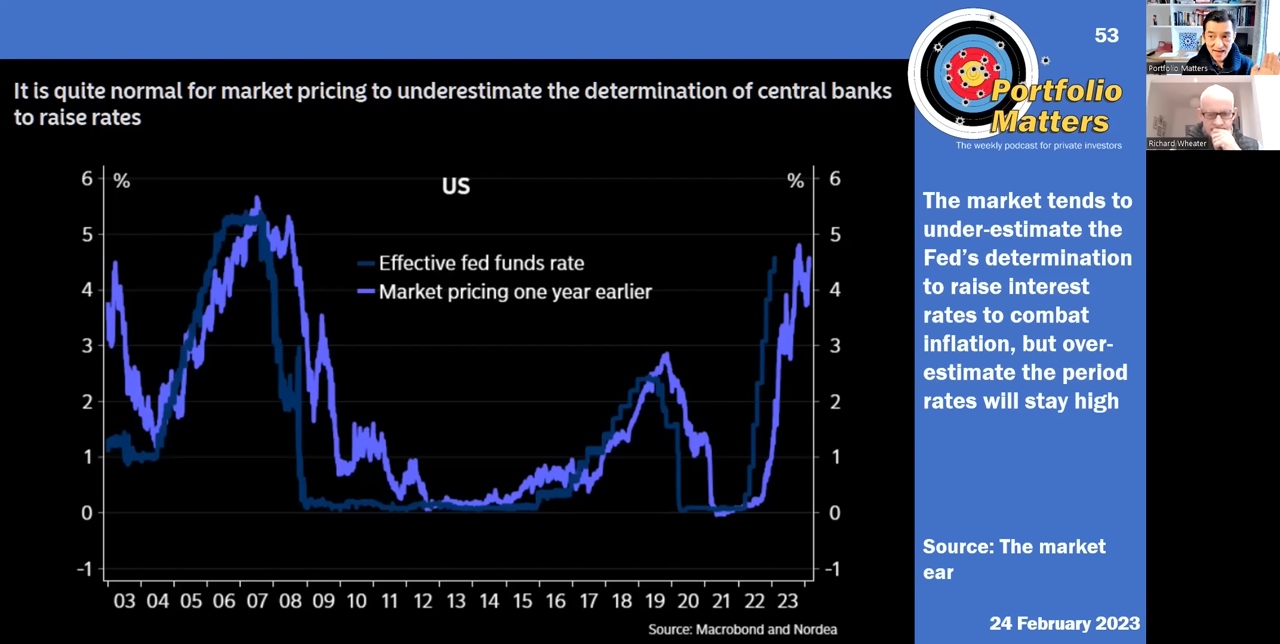 It is quite normal for market pricing to underestimate the determination of central banks
to raise rates
6 % US % 6
5 5
Effective fed funds rate
4 Market pricing one year earlier 4
3 3
2 2
1 1
0 0
-1 -1
03 04 05 06 07 08 09 10 11 12 13 14 15 16 17 18 19 20 21 22 23
Source: Macrobond and Nordea
53
Portfolio
Matters
The weekly podcast for private investors
The market tends to
under-estimate the
Fed’s determination
to raise interest
rates to combat
inflation, but over-
estimate the period
rates will stay high
Source: The market
ear
24 February 2023
Portfolio Matters
Richard Wheater